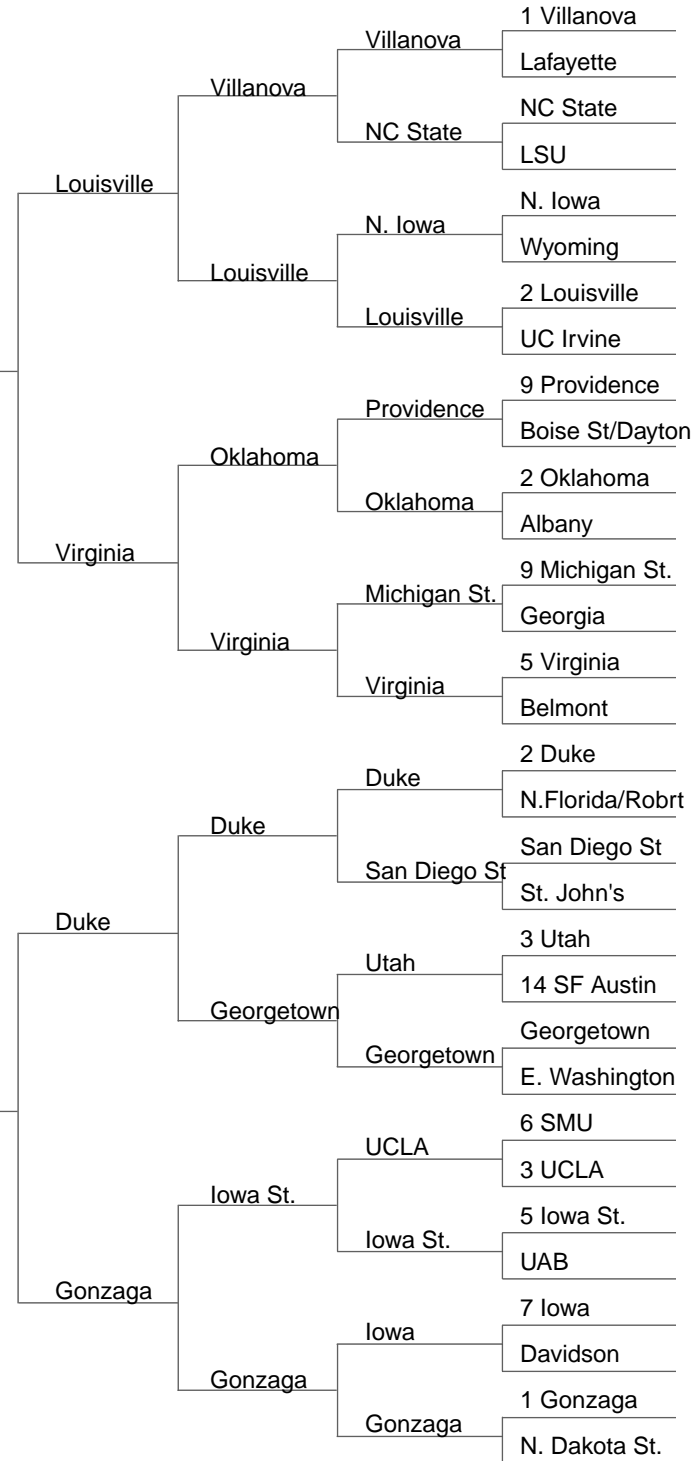 1 Villanova
Villanova
Lafayette
Villanova
NC State
NC State
LSU
Louisville
N. Iowa
N. Iowa
Wyoming
Louisville
2 Louisville
Louisville
UC Irvine
9 Providence
Providence
Boise St/Dayton
Oklahoma
2 Oklahoma
Oklahoma
Albany
Virginia
9 Michigan St.
Michigan St.
Georgia
Virginia
5 Virginia
Virginia
Belmont
2 Duke
Duke
N.Florida/Robrt
Duke
San Diego St
San Diego St
St. John's
Duke
3 Utah
Utah
14 SF Austin
Georgetown
Georgetown
Georgetown
E. Washington
6 SMU
UCLA
3 UCLA
Iowa St.
5 Iowa St.
Iowa St.
UAB
Gonzaga
7 Iowa
Iowa
Davidson
Gonzaga
1 Gonzaga
Gonzaga
N. Dakota St.